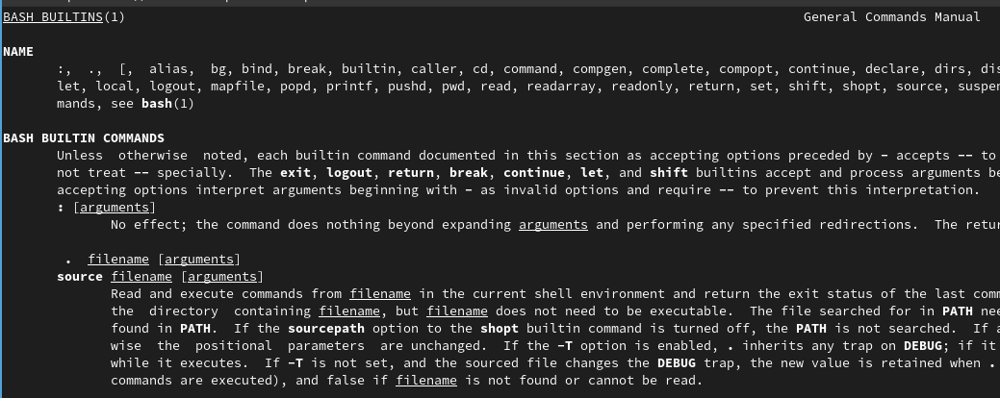 BASH BUILTINS(1) General Commands Manual
NAME
:, ., [, alias, bg, bind, break, builtin, caller, cd, command, compgen, complete, compopt, continue, declare, dirs, dis
let, local, logout, mapfile, popd, printf, pushd, pwd, read, readarray, readonly, return, set, shift, shopt, source, suspen
mands, see bash(1)
BASH BUILTIN COMMANDS
Unless otherwise noted, each builtin command documented in this section as accepting options preceded by - accepts -- to
not treat -- specially. The exit, logout, return, break, continue, let, and shift builtins accept and process arguments be
accepting options interpret arguments beginning with - as invalid options and require -- to prevent this interpretation.
: [arguments]
No effect; the command does nothing beyond expanding arguments and performing any specified redirections. The retur
. filename [arguments]
source filename [arguments]
Read and execute commands from filename in the current shell environment and return the exit status of the last comm
the directory containing filename, but filename does not need to be executable. The file searched for in PATH nee
found in PATH. If the sourcepath option to the shopt builtin command is turned off, the PATH is not searched. If a
wise the positional parameters are unchanged. If the -T option is enabled, . inherits any trap on DEBUG; if it
while it executes. If -T is not set, and the sourced file changes the DEBUG trap, the new value is retained when .
commands are executed), and false if filename is not found or cannot be read.